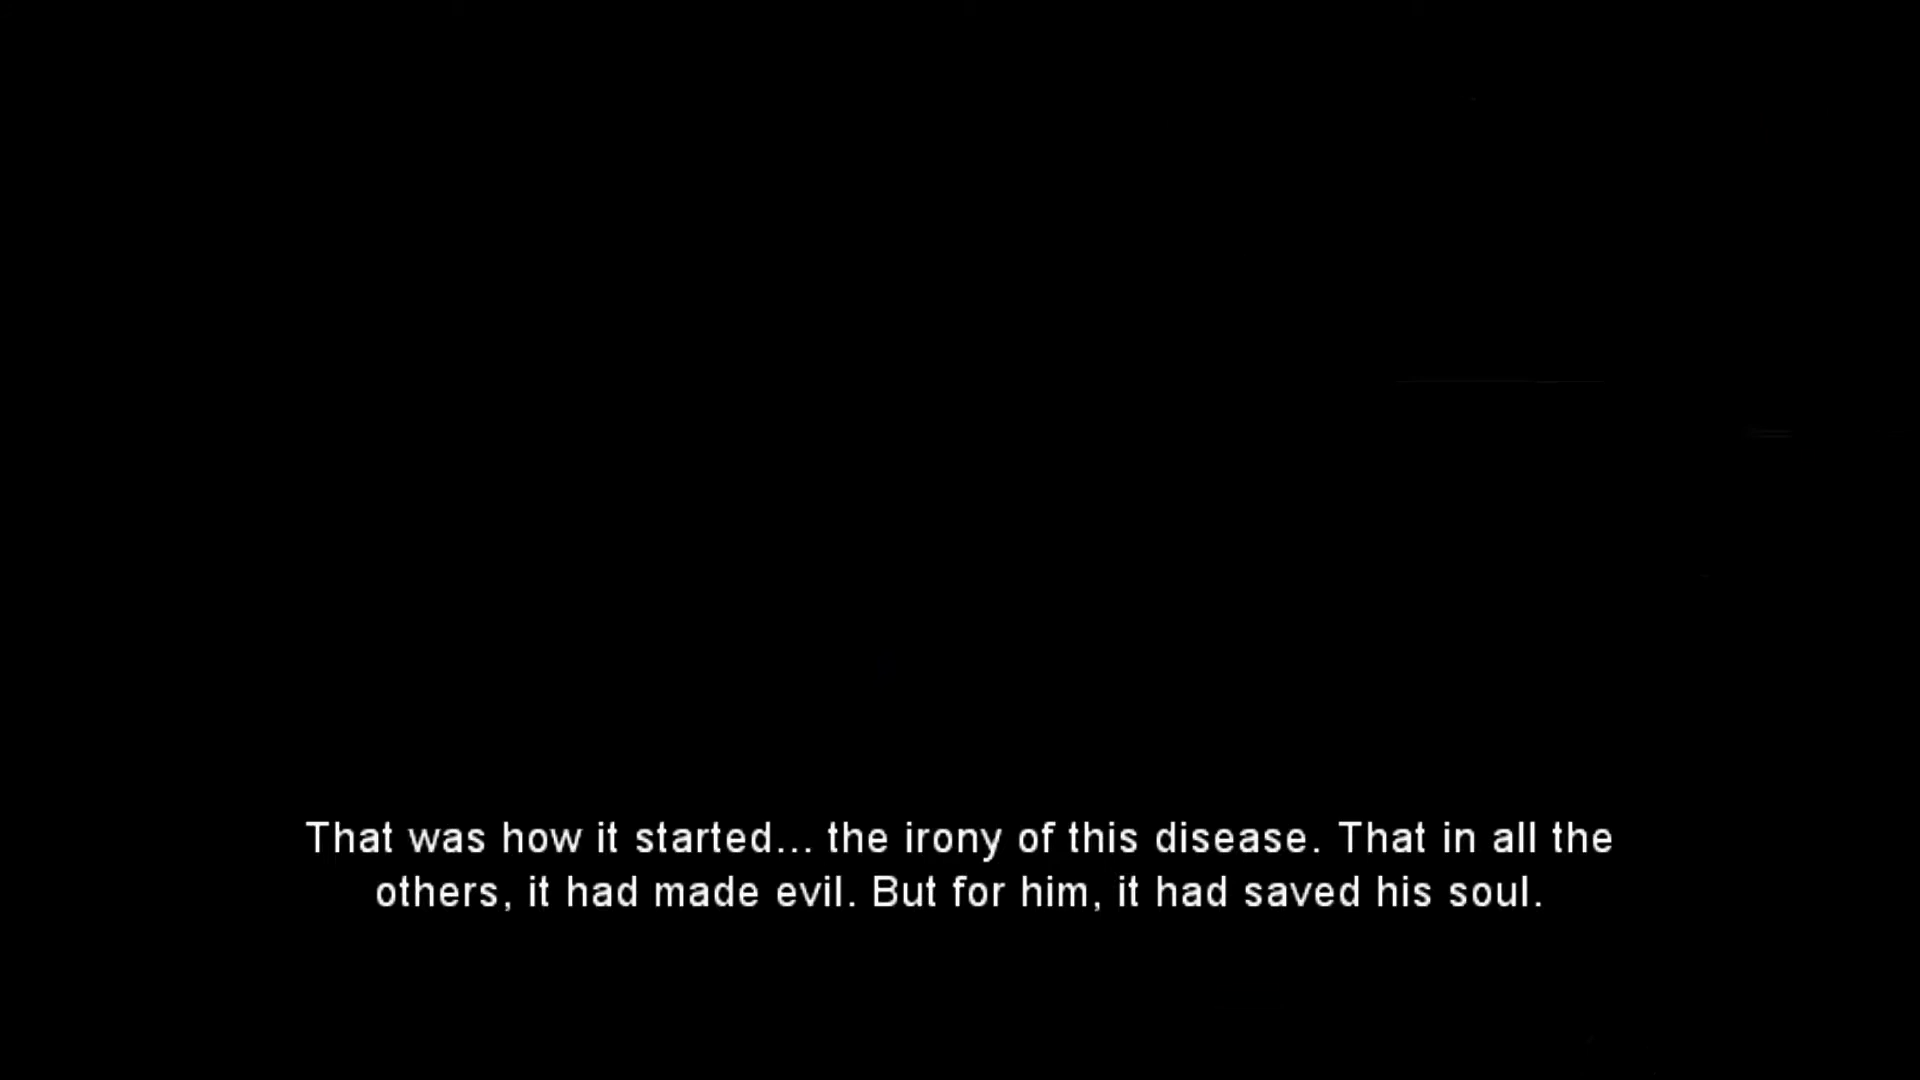 That was how it started... the irony of this disease. That in all the
others, it had made evil. But for him, it had saved his soul.